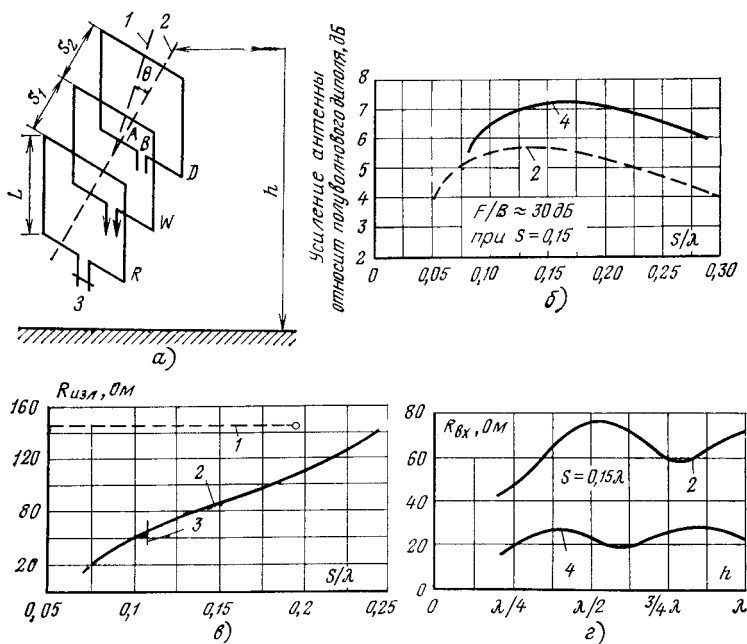 1 2
S₂
θ
S₁
A
B
D
L
W
R
3
h
а)
Усиление антенны
относит полуволнового диполя, дБ
8
7
6
5
4
3
2
4
2
F/B ≈ 30 дБ
при S = 0,15
S/λ
0 0,05 0,10 0,15 0,20 0,25 0,30
б)
Rизл, Ом
160
120
80
20
0
1
2
3
S/λ
0,05 0,1 0,15 0,2 0,25
в)
Rвх, Ом
80
60
40
20
0
S = 0,15λ
2
4
h
0 λ/4 λ/2 3/4 λ λ
г)